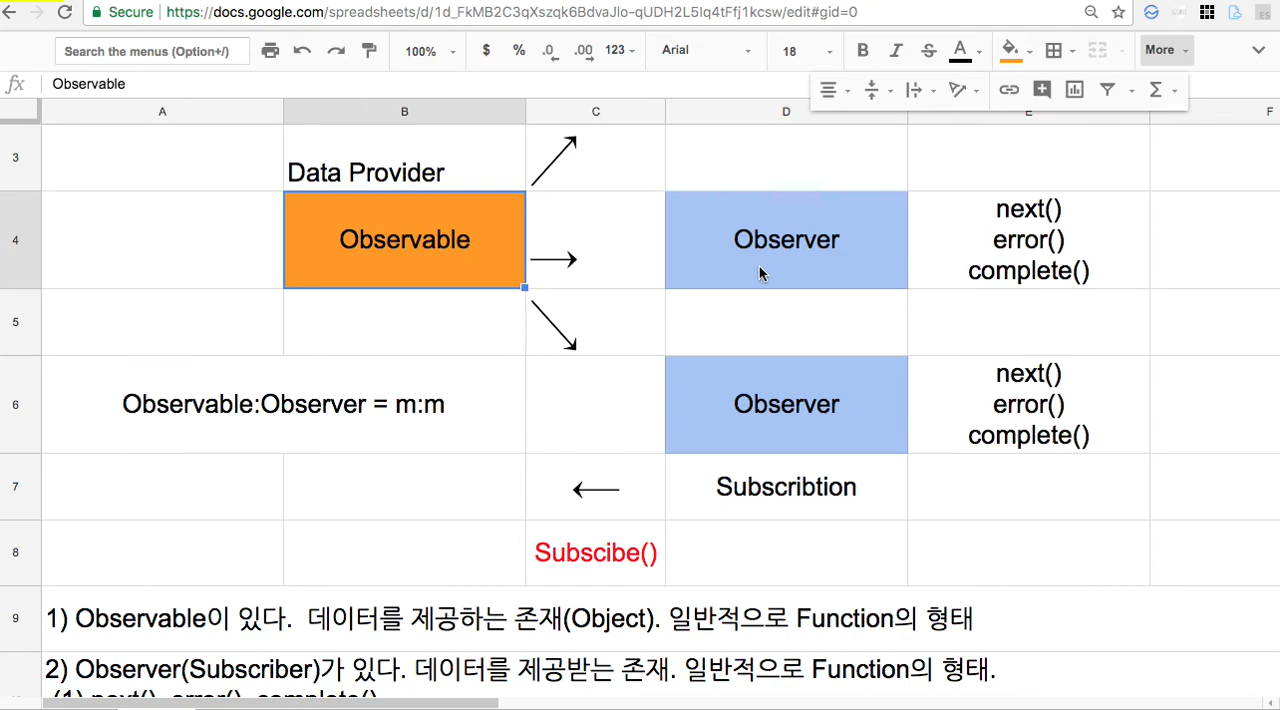 Secure https://docs.google.com/spreadsheets/d/1d_FkMB2C3qXszqk6BdvaJlo-qUDH2L5Iq4tFfj1kcsw/edit#gid=0
Search the menus (Option+/) 100% $ % .0 .00 123 Arial 18 B I S A More
fx Observable
A B C D E F
3 Data Provider
4 Observable Observer
next()
error()
complete()
5
6 Observable:Observer = m:m Observer
next()
error()
complete()
7 Subscribtion
8 Subscibe()
9 1) Observable이 있다. 데이터를 제공하는 존재(Object). 일반적으로 Function의 형태
2) Observer(Subscriber)가 있다. 데이터를 제공받는 존재. 일반적으로 Function의 형태.
(1) next(), error(), complete()